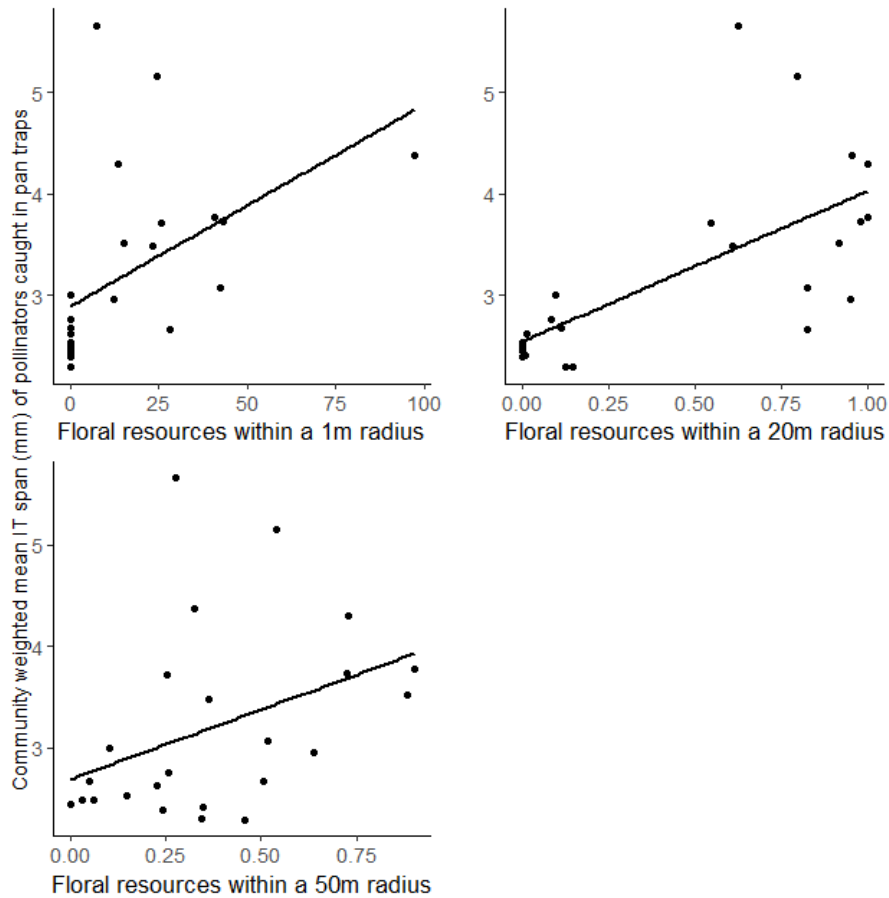 Community weighted mean IT span (mm) of pollinators caught in pan traps
5
4
3
0 25 50 75 100
Floral resources within a 1m radius
5
4
3
0.00 0.25 0.50 0.75 1.00
Floral resources within a 20m radius
5
4
3
0.00 0.25 0.50 0.75
Floral resources within a 50m radius